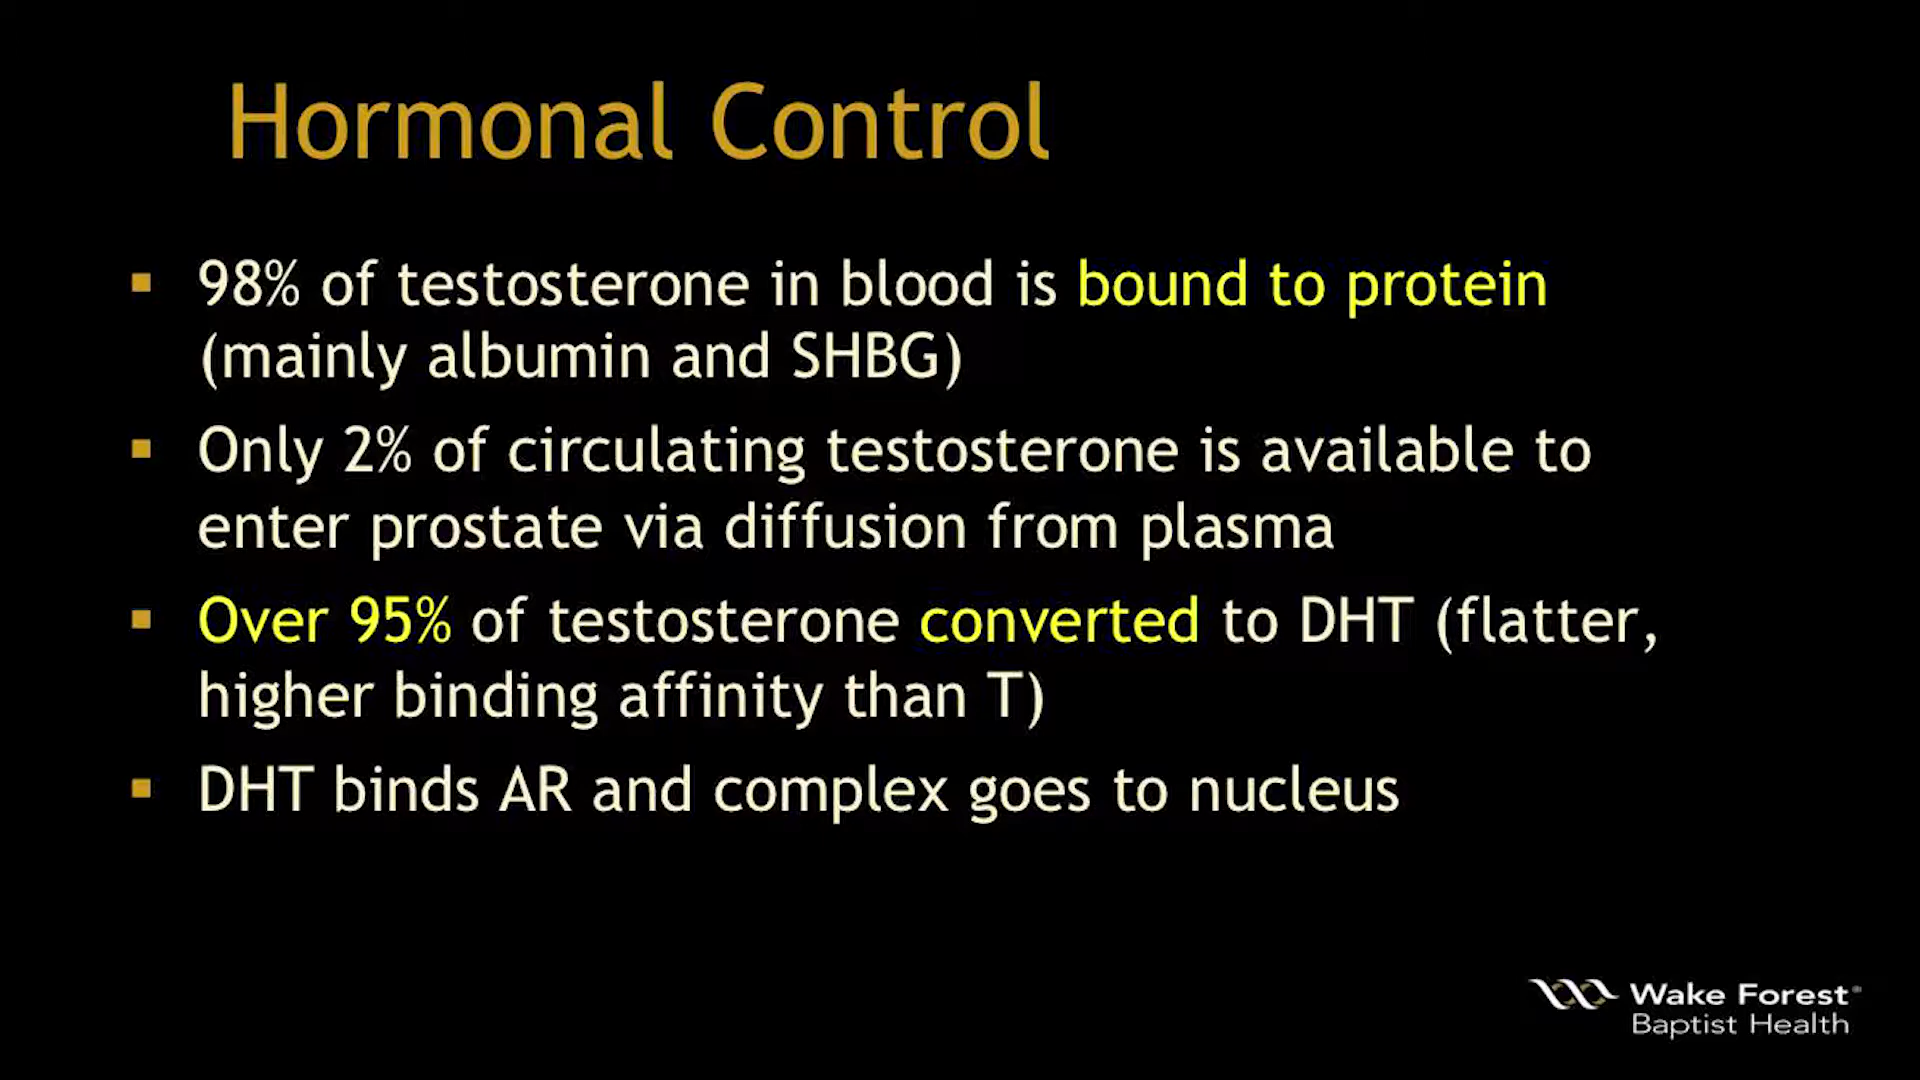 Hormonal Control
98% of testosterone in blood is bound to protein
(mainly albumin and SHBG)
Only 2% of circulating testosterone is available to
enter prostate via diffusion from plasma
Over 95% of testosterone converted to DHT (flatter,
higher binding affinity than T)
DHT binds AR and complex goes to nucleus
Wake Forest®
Baptist Health